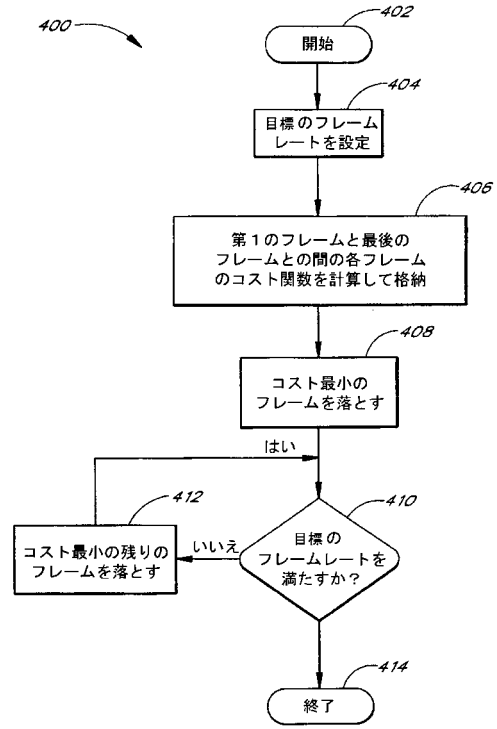 400
402
開始
404
目標のフレーム
レートを設定
406
第1のフレームと最後の
フレームとの間の各フレーム
のコスト関数を計算して格納
408
コスト最小の
フレームを落とす
はい
412
コスト最小の残りの
フレームを落とす
いいえ
410
目標の
フレームレートを
満たすか?
414
終了